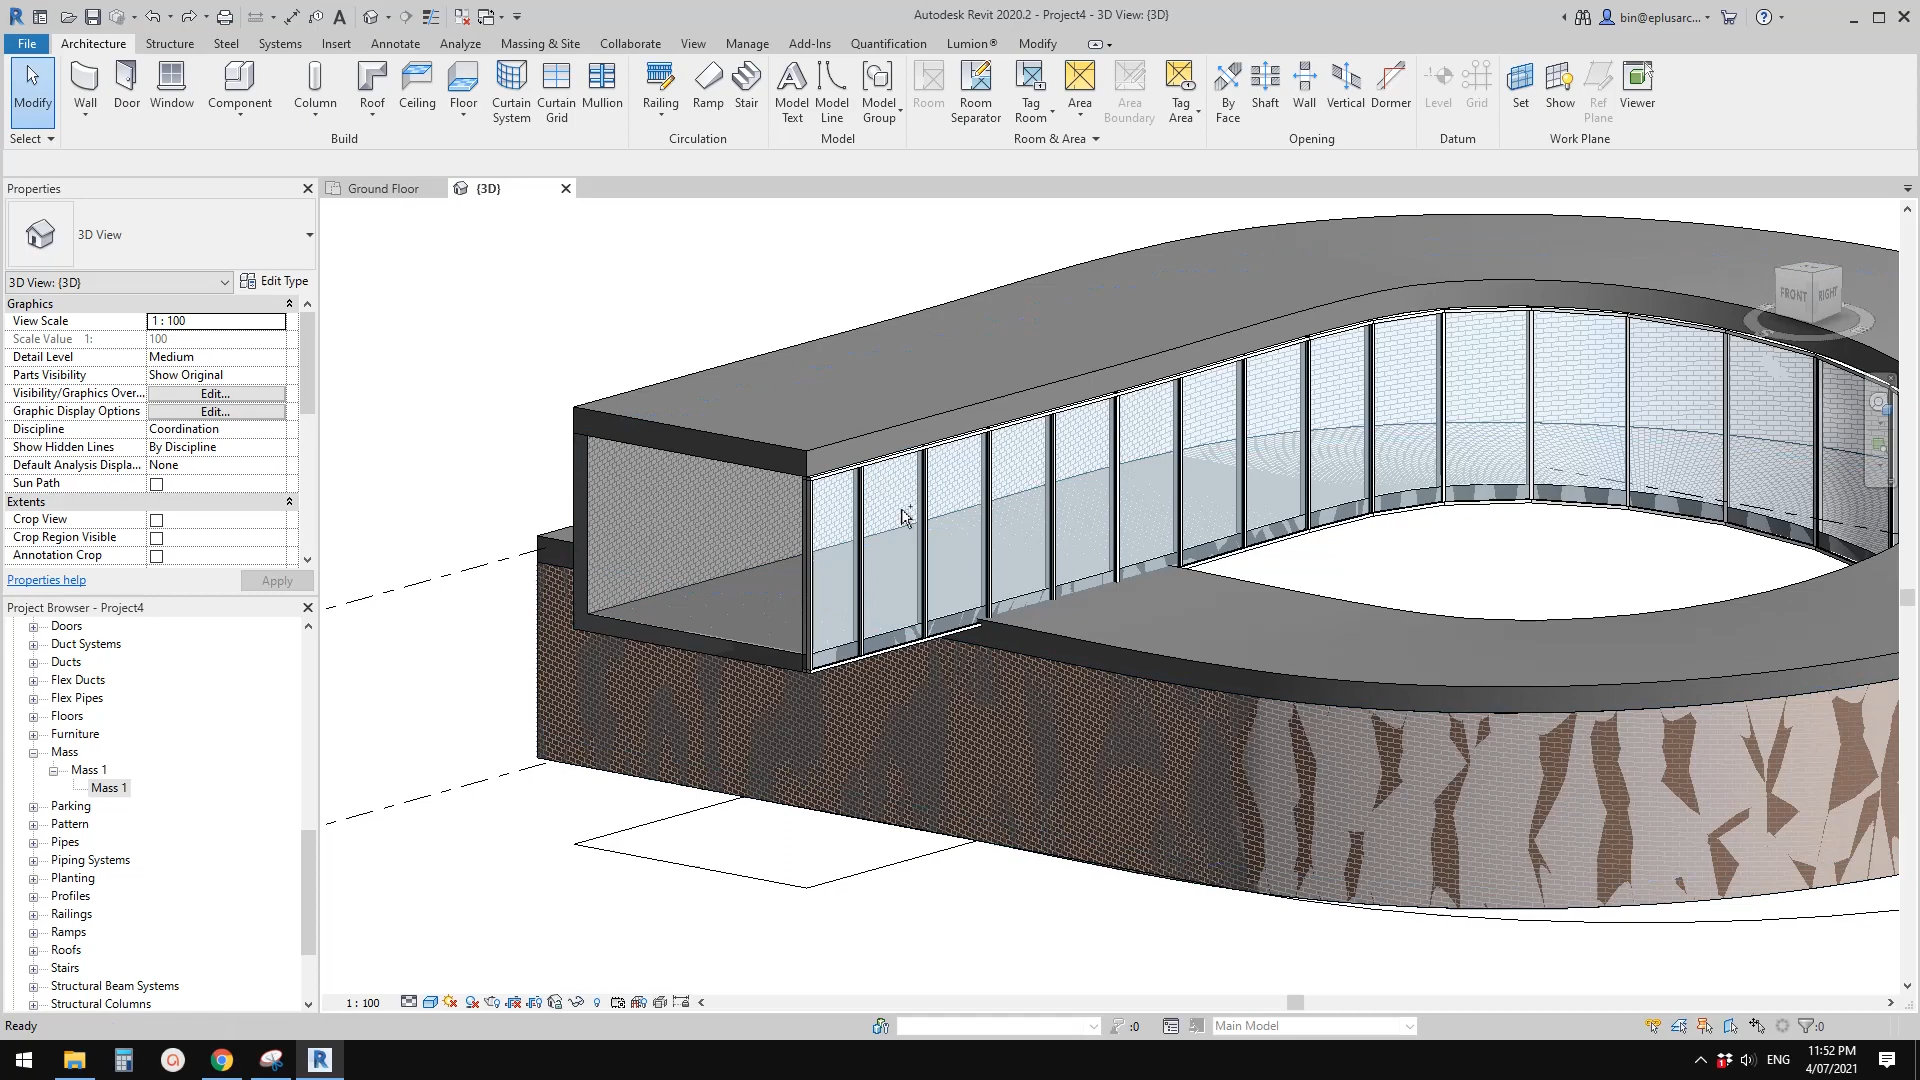 Autodesk Revit 2020.2 - Project4 - 3D View: {3D}
bin@eplusarc...
File Architecture Structure Steel Systems Insert Annotate Analyze Massing & Site Collaborate View Manage Add-Ins Quantification Lumion® Modify
Modify
Wall
Door
Window
Component
Column
Roof
Ceiling
Floor
Curtain System
Curtain Grid
Mullion
Railing
Ramp
Stair
Model Text
Model Line
Model Group
Room
Room Separator
Tag Room
Area
Area Boundary
Tag Area
By Face
Shaft
Wall
Vertical
Dormer
Level
Grid
Set
Show
Ref Plane
Viewer
Select Build Circulation Model Room & Area Opening Datum Work Plane
Properties
Ground Floor
{3D}
3D View
3D View: {3D}
Edit Type
Graphics
View Scale 1 : 100
Scale Value 1: 100
Detail Level Medium
Parts Visibility Show Original
Visibility/Graphics Over... Edit...
Graphic Display Options Edit...
Discipline Coordination
Show Hidden Lines By Discipline
Default Analysis Displa... None
Sun Path
Extents
Crop View
Crop Region Visible
Annotation Crop
Properties help Apply
FRONT RIGHT
Project Browser - Project4
Doors
Duct Systems
Ducts
Flex Ducts
Flex Pipes
Floors
Furniture
Mass
Mass 1
Mass 1
Parking
Pattern
Pipes
Piping Systems
Planting
Profiles
Railings
Ramps
Roofs
Stairs
Structural Beam Systems
Structural Columns
1 : 100
Ready
:0
Main Model
:0
ENG
11:52 PM
4/07/2021